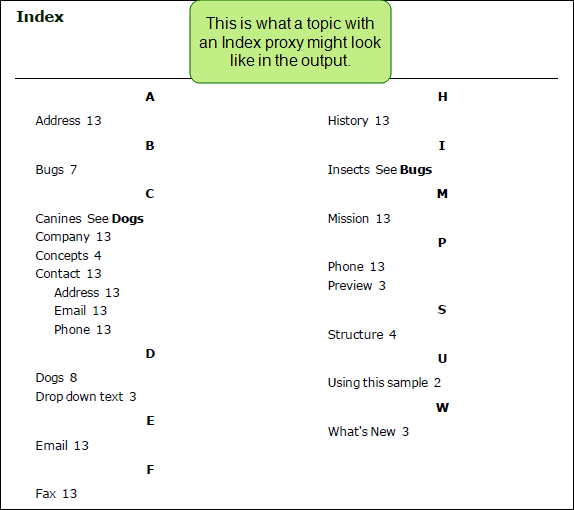 Index
This is what a topic with
an Index proxy might look
like in the output.
A
Address 13
B
Bugs 7
C
Canines See Dogs
Company 13
Concepts 4
Contact 13
Address 13
Email 13
Phone 13
D
Dogs 8
Drop down text 3
E
Email 13
F
Fax 13
H
History 13
I
Insects See Bugs
M
Mission 13
P
Phone 13
Preview 3
S
Structure 4
U
Using this sample 2
W
What's New 3